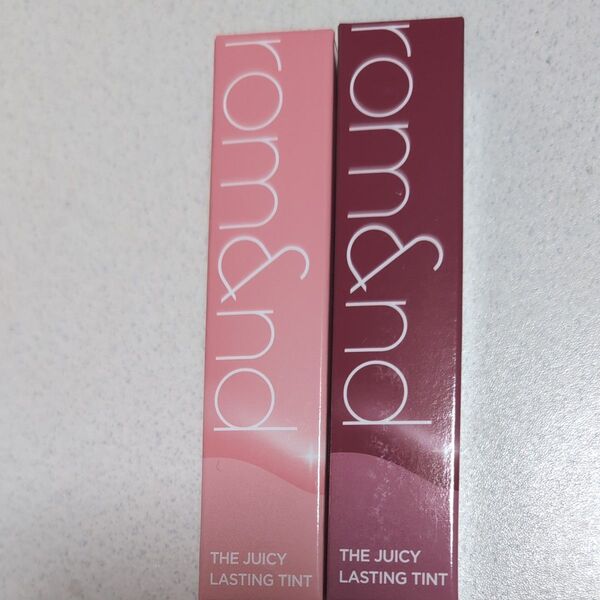 rom&nd
THE JUICY
LASTING TINT
rom&nd
THE JUICY
LASTING TINT